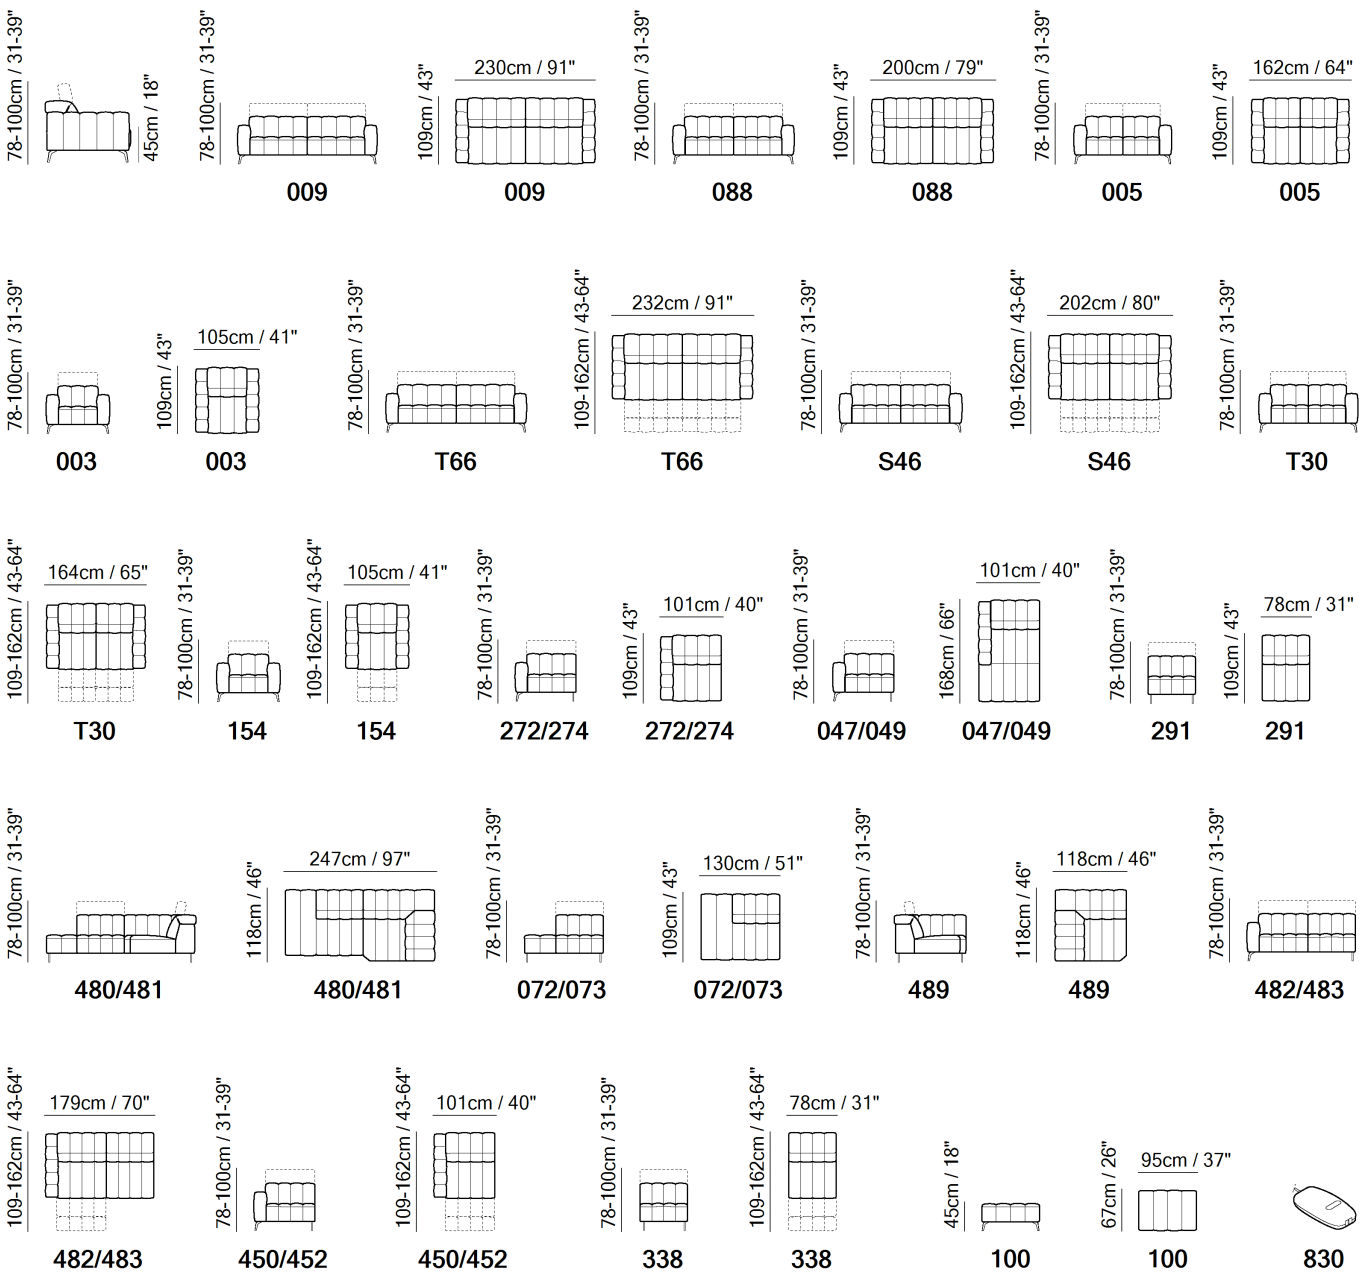 78-100cm / 31-39"
45cm / 18"
78-100cm / 31-39"
009
109cm / 43"
230cm / 91"
009
78-100cm / 31-39"
088
109cm / 43"
200cm / 79"
088
78-100cm / 31-39"
005
109cm / 43"
162cm / 64"
005
78-100cm / 31-39"
003
109cm / 43"
105cm / 41"
003
78-100cm / 31-39"
T66
109-162cm / 43-64"
232cm / 91"
T66
78-100cm / 31-39"
S46
109-162cm / 43-64"
202cm / 80"
S46
78-100cm / 31-39"
T30
109-162cm / 43-64"
164cm / 65"
T30
78-100cm / 31-39"
154
109-162cm / 43-64"
105cm / 41"
154
78-100cm / 31-39"
272/274
109cm / 43"
101cm / 40"
272/274
78-100cm / 31-39"
047/049
168cm / 66"
101cm / 40"
047/049
78-100cm / 31-39"
291
109cm / 43"
78cm / 31"
291
78-100cm / 31-39"
480/481
118cm / 46"
247cm / 97"
480/481
78-100cm / 31-39"
072/073
109cm / 43"
130cm / 51"
072/073
78-100cm / 31-39"
489
118cm / 46"
118cm / 46"
489
78-100cm / 31-39"
482/483
109-162cm / 43-64"
179cm / 70"
482/483
78-100cm / 31-39"
450/452
109-162cm / 43-64"
101cm / 40"
450/452
78-100cm / 31-39"
338
109-162cm / 43-64"
78cm / 31"
338
45cm / 18"
100
67cm / 26"
95cm / 37"
100
830